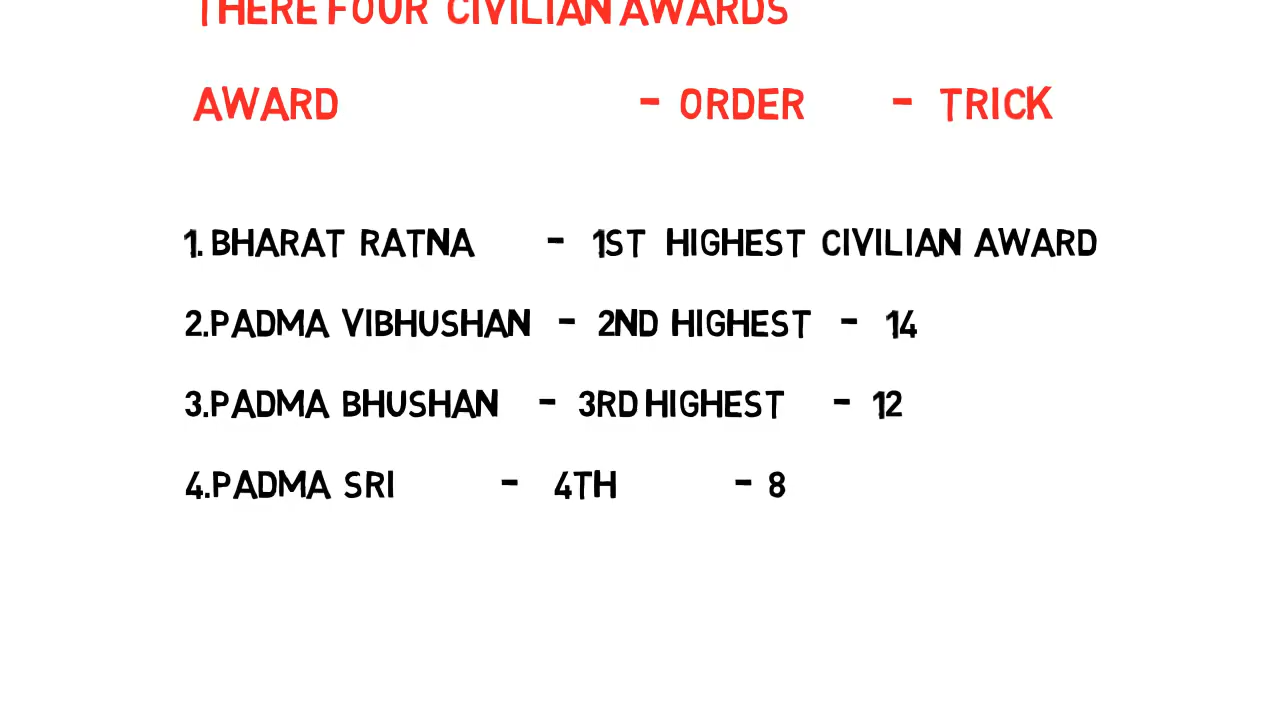 THERE FOUR CIVILIAN AWARDS
AWARD - ORDER - TRICK
1. BHARAT RATNA - 1ST HIGHEST CIVILIAN AWARD
2.PADMA VIBHUSHAN - 2ND HIGHEST - 14
3.PADMA BHUSHAN - 3RD HIGHEST - 12
4.PADMA SRI - 4TH - 8